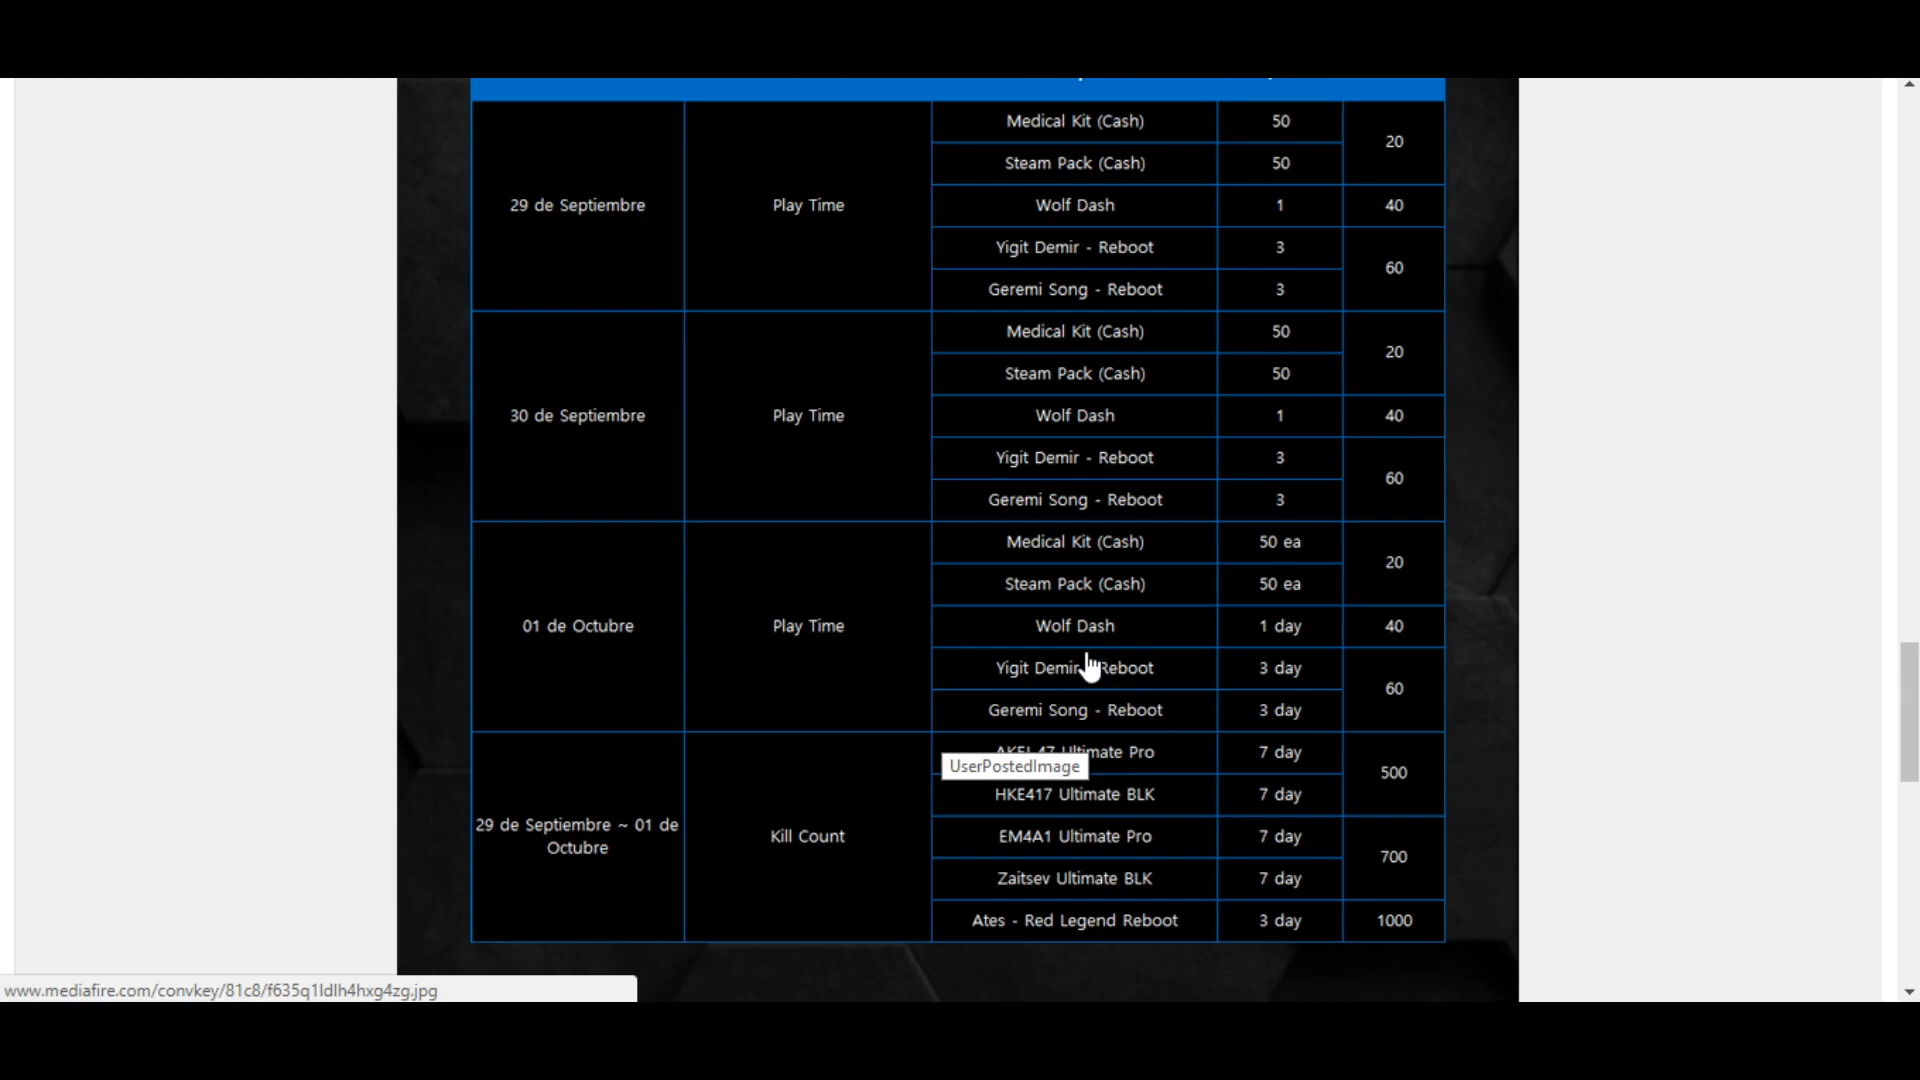 Medical Kit (Cash) 50 20
Steam Pack (Cash) 50
29 de Septiembre Play Time Wolf Dash 1 40
Yigit Demir - Reboot 3 60
Geremi Song - Reboot 3
Medical Kit (Cash) 50 20
Steam Pack (Cash) 50
30 de Septiembre Play Time Wolf Dash 1 40
Yigit Demir - Reboot 3 60
Geremi Song - Reboot 3
Medical Kit (Cash) 50 ea 20
Steam Pack (Cash) 50 ea
01 de Octubre Play Time Wolf Dash 1 day 40
Yigit Demir Reboot 3 day 60
Geremi Song - Reboot 3 day
47 Ultimate Pro 7 day 500
UserPostedImage
HKE417 Ultimate BLK 7 day
29 de Septiembre ~ 01 de
Octubre
Kill Count
EM4A1 Ultimate Pro 7 day 700
Zaitsev Ultimate BLK 7 day
Ates - Red Legend Reboot 3 day 1000
www.mediafire.com/convkey/81c8/f635q1ldlh4hxg4zg.jpg